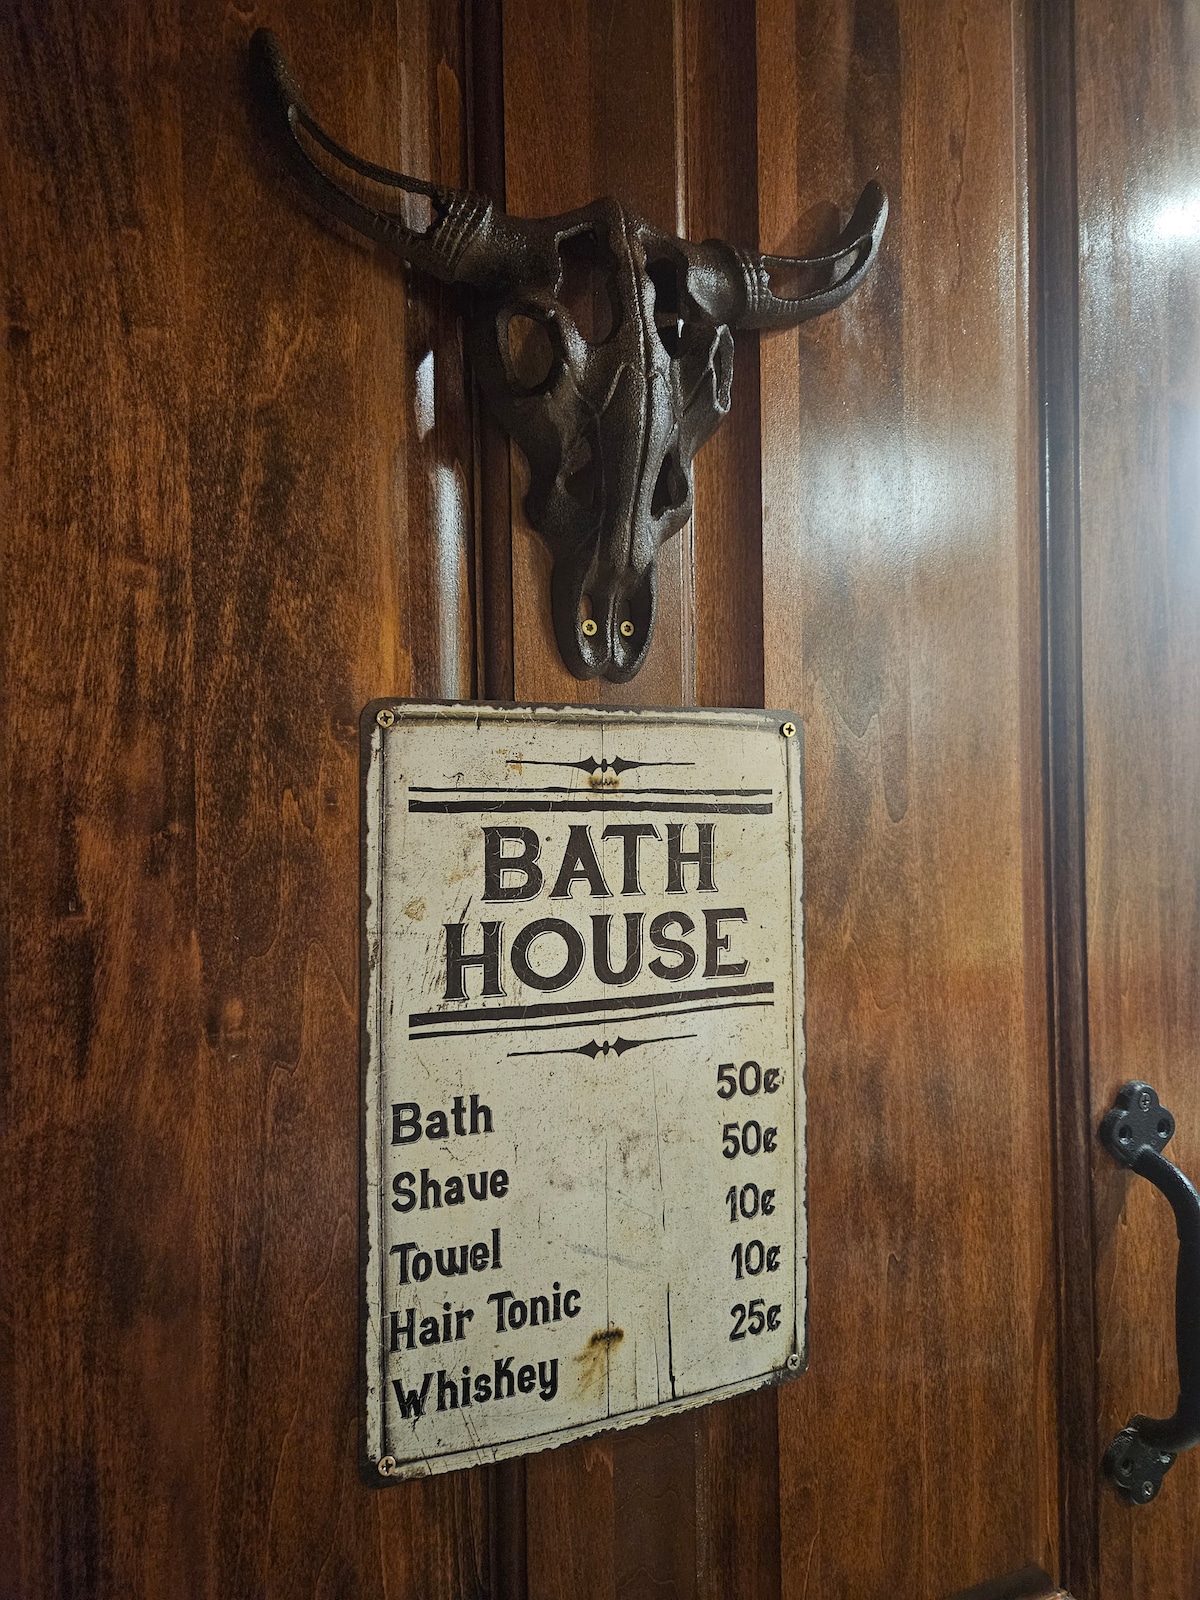 BATH
HOUSE
Bath 50¢
Shave 50¢
Towel 10¢
Hair Tonic 10¢
Whiskey 25¢